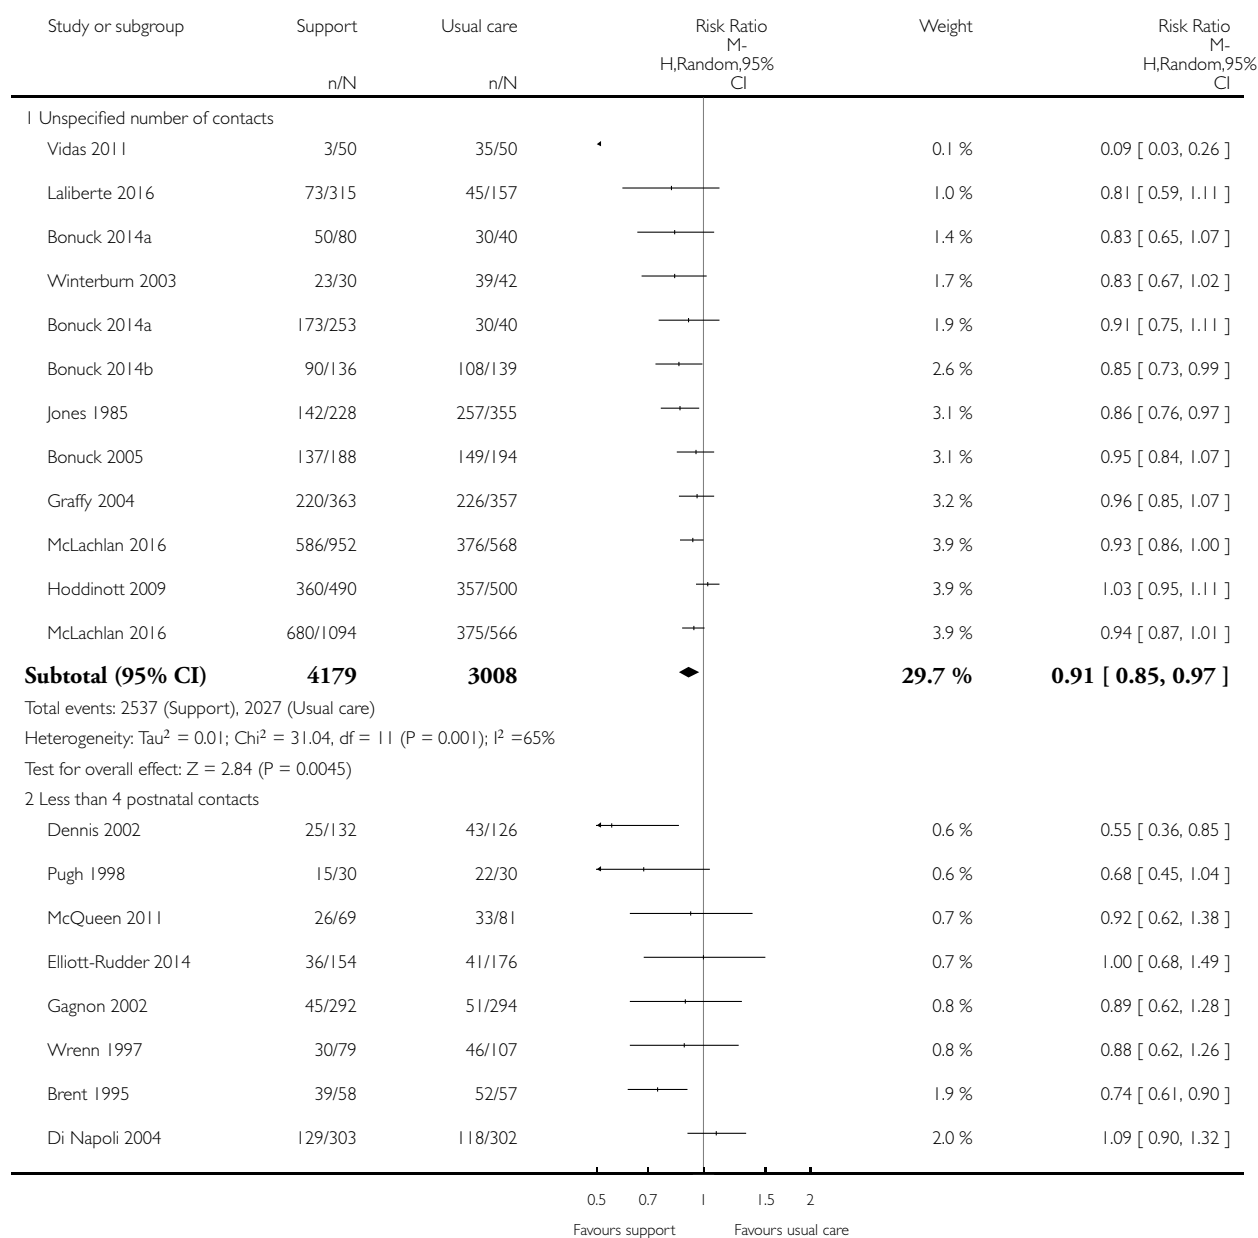 Study or subgroup Support Usual care Risk Ratio Weight Risk Ratio
M- M-
H,Random,95% H,Random,95%
n/N n/N CI CI
1 Unspecified number of contacts
Vidas 2011 3/50 35/50 0.1 % 0.09 [ 0.03, 0.26 ]
Laliberte 2016 73/315 45/157 1.0 % 0.81 [ 0.59, 1.11 ]
Bonuck 2014a 50/80 30/40 1.4 % 0.83 [ 0.65, 1.07 ]
Winterburn 2003 23/30 39/42 1.7 % 0.83 [ 0.67, 1.02 ]
Bonuck 2014a 173/253 30/40 1.9 % 0.91 [ 0.75, 1.11 ]
Bonuck 2014b 90/136 108/139 2.6 % 0.85 [ 0.73, 0.99 ]
Jones 1985 142/228 257/355 3.1 % 0.86 [ 0.76, 0.97 ]
Bonuck 2005 137/188 149/194 3.1 % 0.95 [ 0.84, 1.07 ]
Graffy 2004 220/363 226/357 3.2 % 0.96 [ 0.85, 1.07 ]
McLachlan 2016 586/952 376/568 3.9 % 0.93 [ 0.86, 1.00 ]
Hoddinott 2009 360/490 357/500 3.9 % 1.03 [ 0.95, 1.11 ]
McLachlan 2016 680/1094 375/566 3.9 % 0.94 [ 0.87, 1.01 ]
Subtotal (95% CI) 4179 3008 29.7 % 0.91 [ 0.85, 0.97 ]
Total events: 2537 (Support), 2027 (Usual care)
Heterogeneity: Tau² = 0.01; Chi² = 31.04, df = 11 (P = 0.001); I² =65%
Test for overall effect: Z = 2.84 (P = 0.0045)
2 Less than 4 postnatal contacts
Dennis 2002 25/132 43/126 0.6 % 0.55 [ 0.36, 0.85 ]
Pugh 1998 15/30 22/30 0.6 % 0.68 [ 0.45, 1.04 ]
McQueen 2011 26/69 33/81 0.7 % 0.92 [ 0.62, 1.38 ]
Elliott-Rudder 2014 36/154 41/176 0.7 % 1.00 [ 0.68, 1.49 ]
Gagnon 2002 45/292 51/294 0.8 % 0.89 [ 0.62, 1.28 ]
Wrenn 1997 30/79 46/107 0.8 % 0.88 [ 0.62, 1.26 ]
Brent 1995 39/58 52/57 1.9 % 0.74 [ 0.61, 0.90 ]
Di Napoli 2004 129/303 118/302 2.0 % 1.09 [ 0.90, 1.32 ]
0.5 0.7 1 1.5 2
Favours support Favours usual care